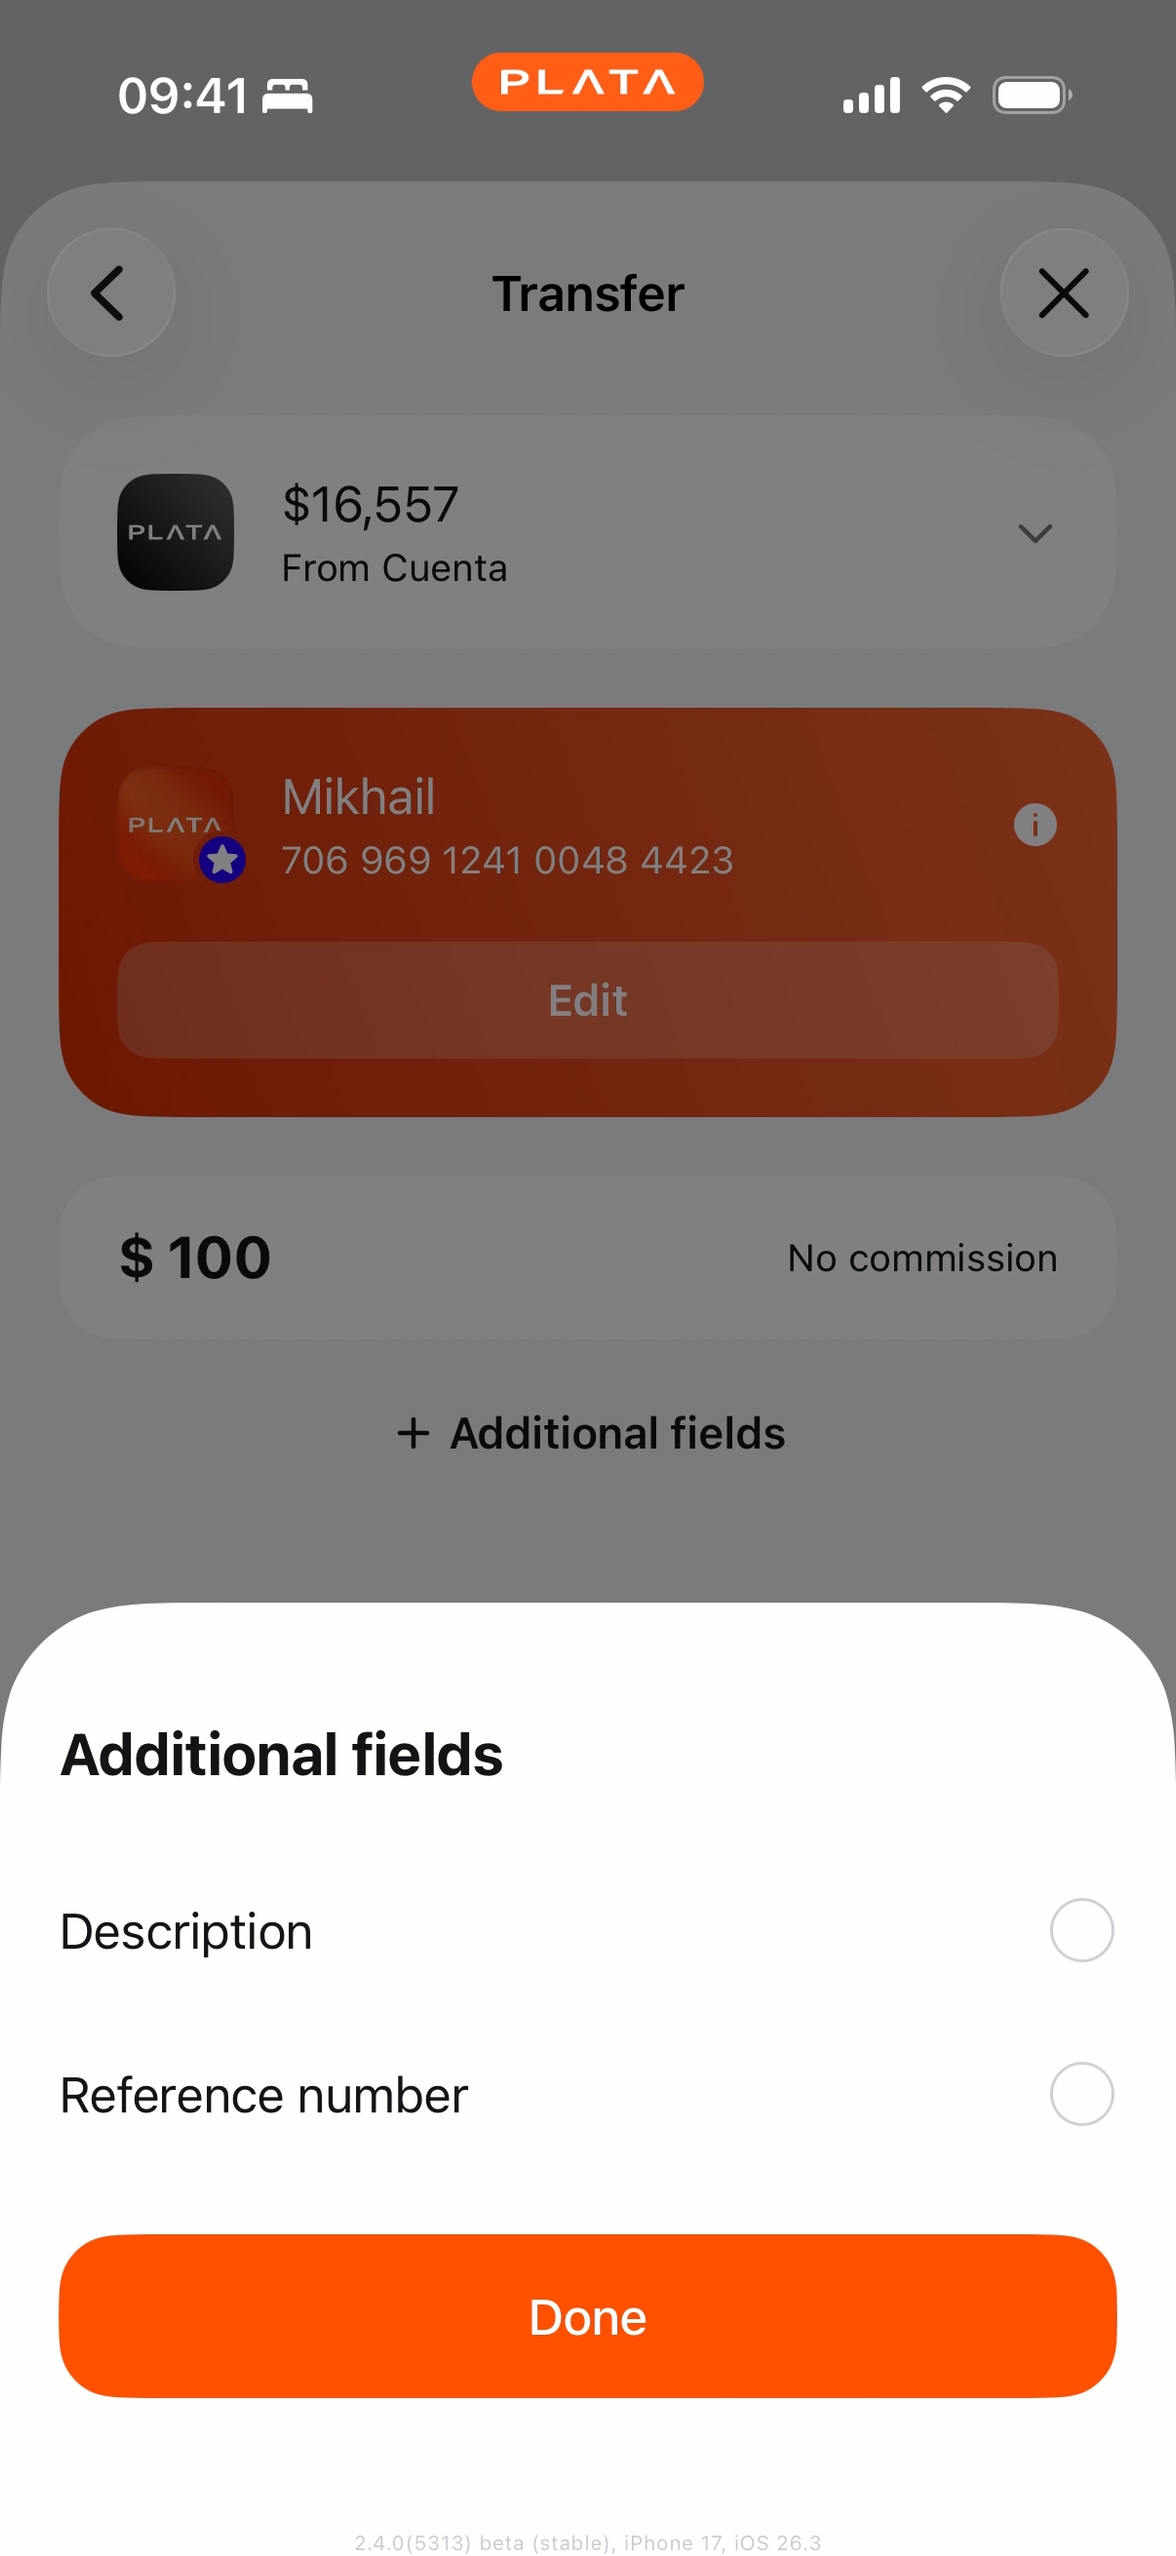 09:41
PLATA
Transfer
PLATA
$16,557
From Cuenta
PLATA
Mikhail
706 969 1241 0048 4423
Edit
$ 100
No commission
+ Additional fields
Additional fields
Description
Reference number
Done
2.4.0(5313) beta (stable), iPhone 17, iOS 26.3